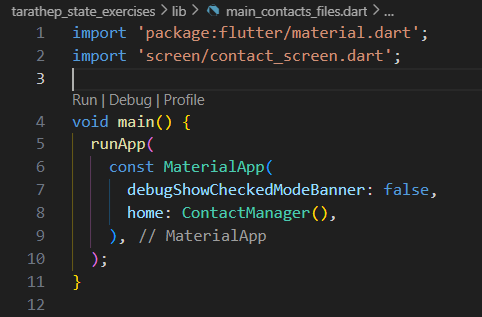 tarathep_state_exercises > lib > main_contacts_files.dart > ...
1 import 'package:flutter/material.dart';
2 import 'screen/contact_screen.dart';
3
Run | Debug | Profile
4 void main() {
5   runApp(
6     const MaterialApp(
7       debugShowCheckedModeBanner: false,
8       home: ContactManager(),
9     ), // MaterialApp
10   );
11 }
12